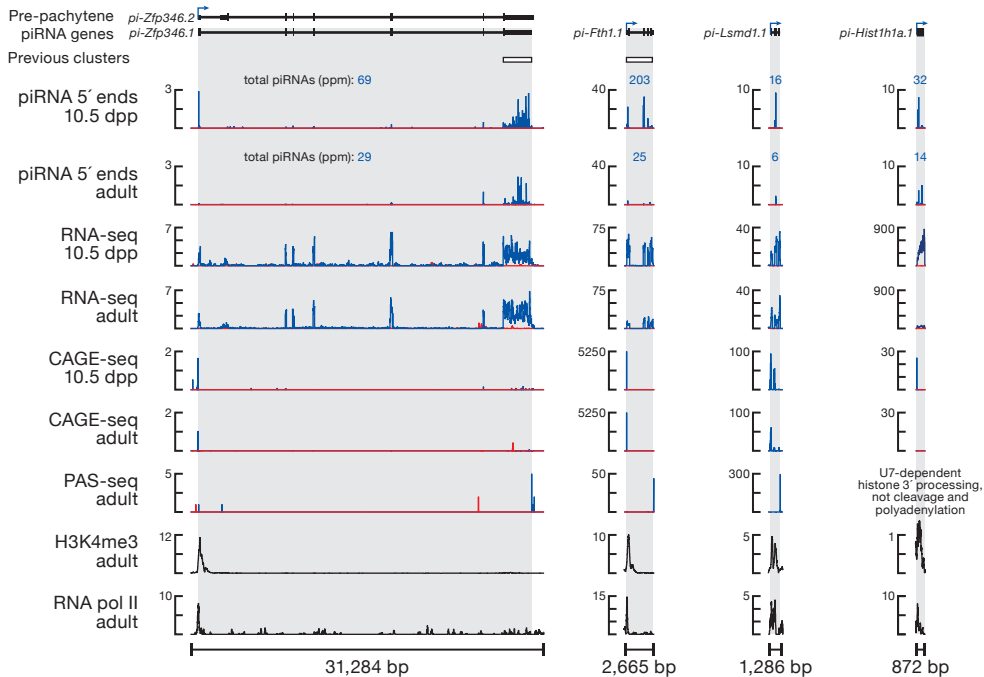 Pre-pachytene
piRNA genes
pi-Zfp346.2
pi-Zfp346.1
pi-Fth1.1
pi-Lsmd1.1
pi-Hist1h1a.1
Previous clusters
piRNA 5´ ends
10.5 dpp
3
total piRNAs (ppm): 69
40
203
10
16
10
32
piRNA 5´ ends
adult
3
total piRNAs (ppm): 29
40
25
10
6
10
14
RNA-seq
10.5 dpp
7
75
40
900
RNA-seq
adult
7
75
40
900
CAGE-seq
10.5 dpp
2
5250
100
30
CAGE-seq
adult
2
5250
100
30
PAS-seq
adult
5
50
300
U7-dependent
histone 3´ processing,
not cleavage and
polyadenylation
H3K4me3
adult
12
10
5
1
RNA pol II
adult
10
15
5
10
31,284 bp
2,665 bp
1,286 bp
872 bp